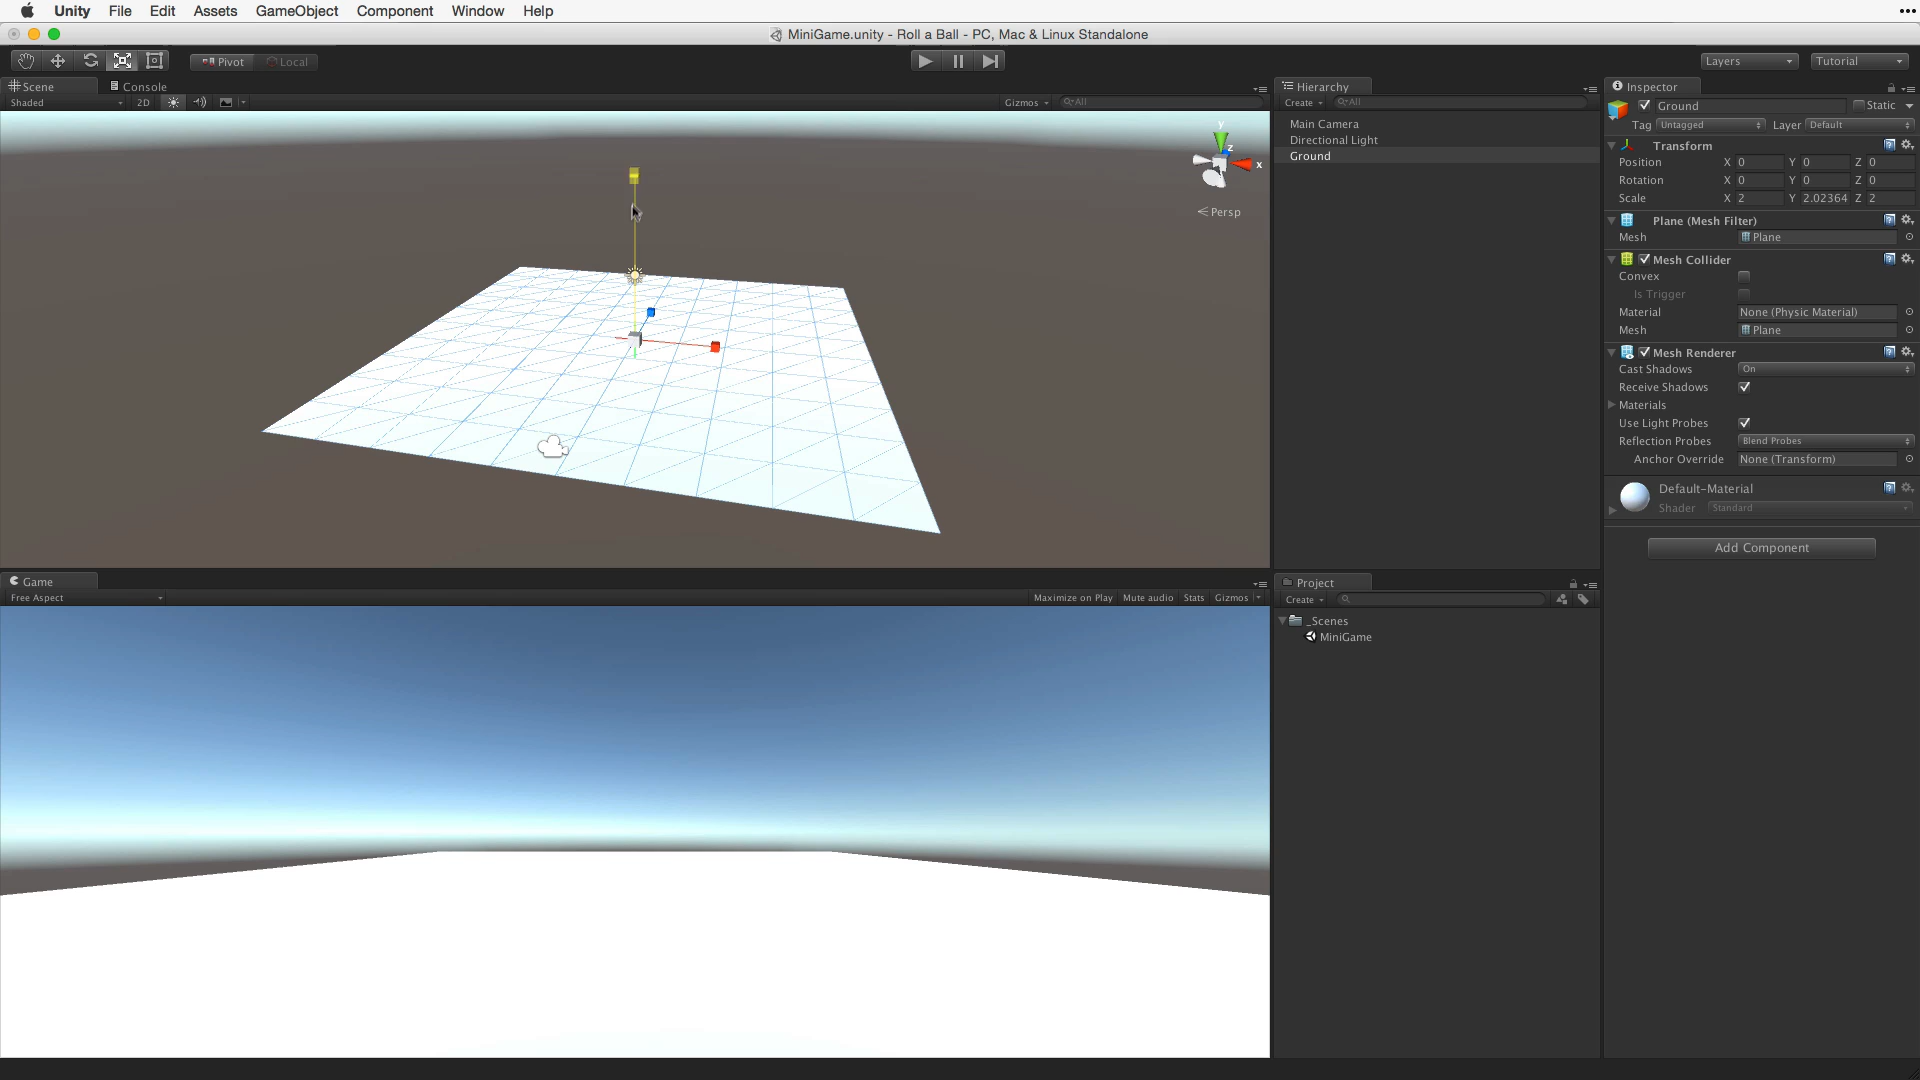 Unity File Edit Assets GameObject Component Window Help
MiniGame.unity - Roll a Ball - PC, Mac & Linux Standalone
Pivot Local
Layers Tutorial
Scene Console
Shaded 2D Gizmos All
y
z
x
Persp
Game
Free Aspect Maximize on Play Mute audio Stats Gizmos
Hierarchy
Create All
Main Camera
Directional Light
Ground
Project
Create
_Scenes
MiniGame
Inspector
Ground Static
Tag Untagged Layer Default
Transform
Position X 0 Y 0 Z 0
Rotation X 0 Y 0 Z 0
Scale X 2 Y 2.02364 Z 2
Plane (Mesh Filter)
Mesh Plane
Mesh Collider
Convex
Is Trigger
Material None (Physic Material)
Mesh Plane
Mesh Renderer
Cast Shadows On
Receive Shadows
Materials
Use Light Probes
Reflection Probes Blend Probes
Anchor Override None (Transform)
Default-Material
Shader Standard
Add Component